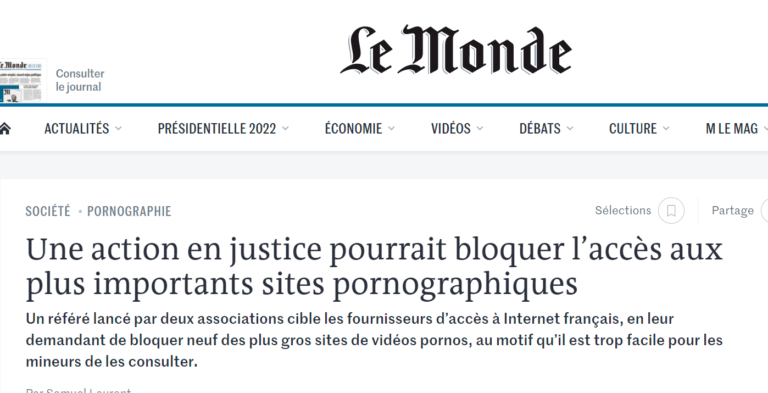 Le Monde
Consulter
le journal
ACTUALITÉS
PRÉSIDENTIELLE 2022
ÉCONOMIE
VIDÉOS
DÉBATS
CULTURE
M LE MAG
SOCIÉTÉ • PORNOGRAPHIE
Sélections
Partage
Une action en justice pourrait bloquer l’accès aux
plus importants sites pornographiques
Un référé lancé par deux associations cible les fournisseurs d’accès à Internet français, en leur
demandant de bloquer neuf des plus gros sites de vidéos pornos, au motif qu’il est trop facile pour les
mineurs de les consulter.
Par Samuel Laurent